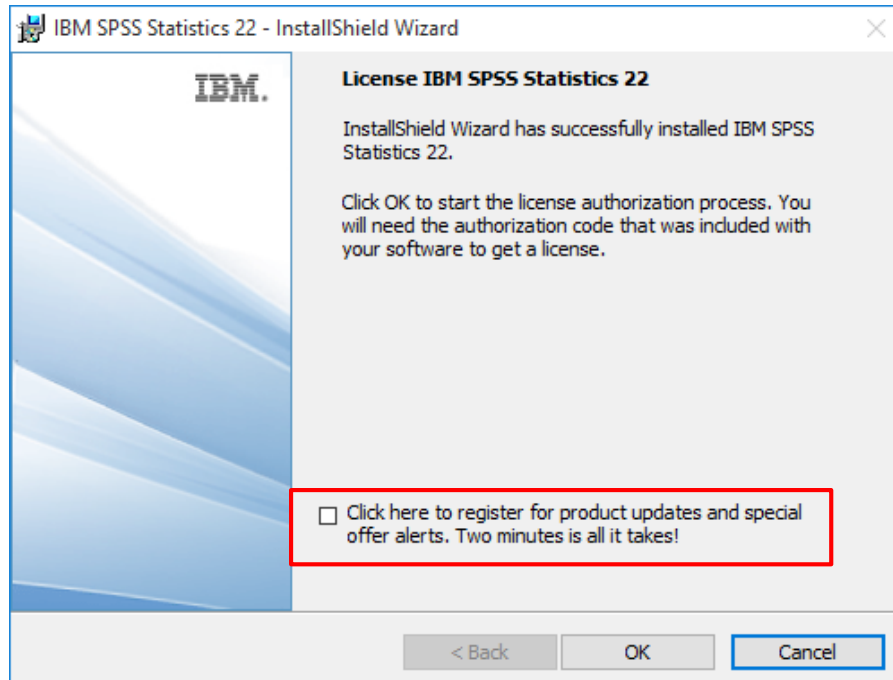 IBM SPSS Statistics 22 - InstallShield Wizard
IBM.
License IBM SPSS Statistics 22
InstallShield Wizard has successfully installed IBM SPSS
Statistics 22.
Click OK to start the license authorization process. You
will need the authorization code that was included with
your software to get a license.
Click here to register for product updates and special
offer alerts. Two minutes is all it takes!
< Back
OK
Cancel